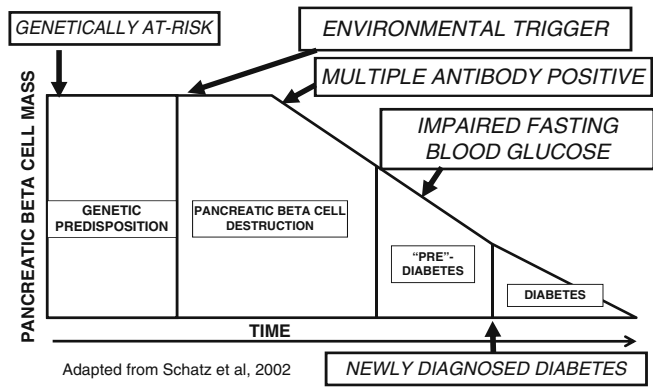 GENETICALLY AT-RISK
ENVIRONMENTAL TRIGGER
MULTIPLE ANTIBODY POSITIVE
IMPAIRED FASTING
BLOOD GLUCOSE
PANCREATIC BETA CELL MASS
GENETIC
PREDISPOSITION
PANCREATIC BETA CELL
DESTRUCTION
“PRE”-
DIABETES
DIABETES
TIME
Adapted from Schatz et al, 2002
NEWLY DIAGNOSED DIABETES